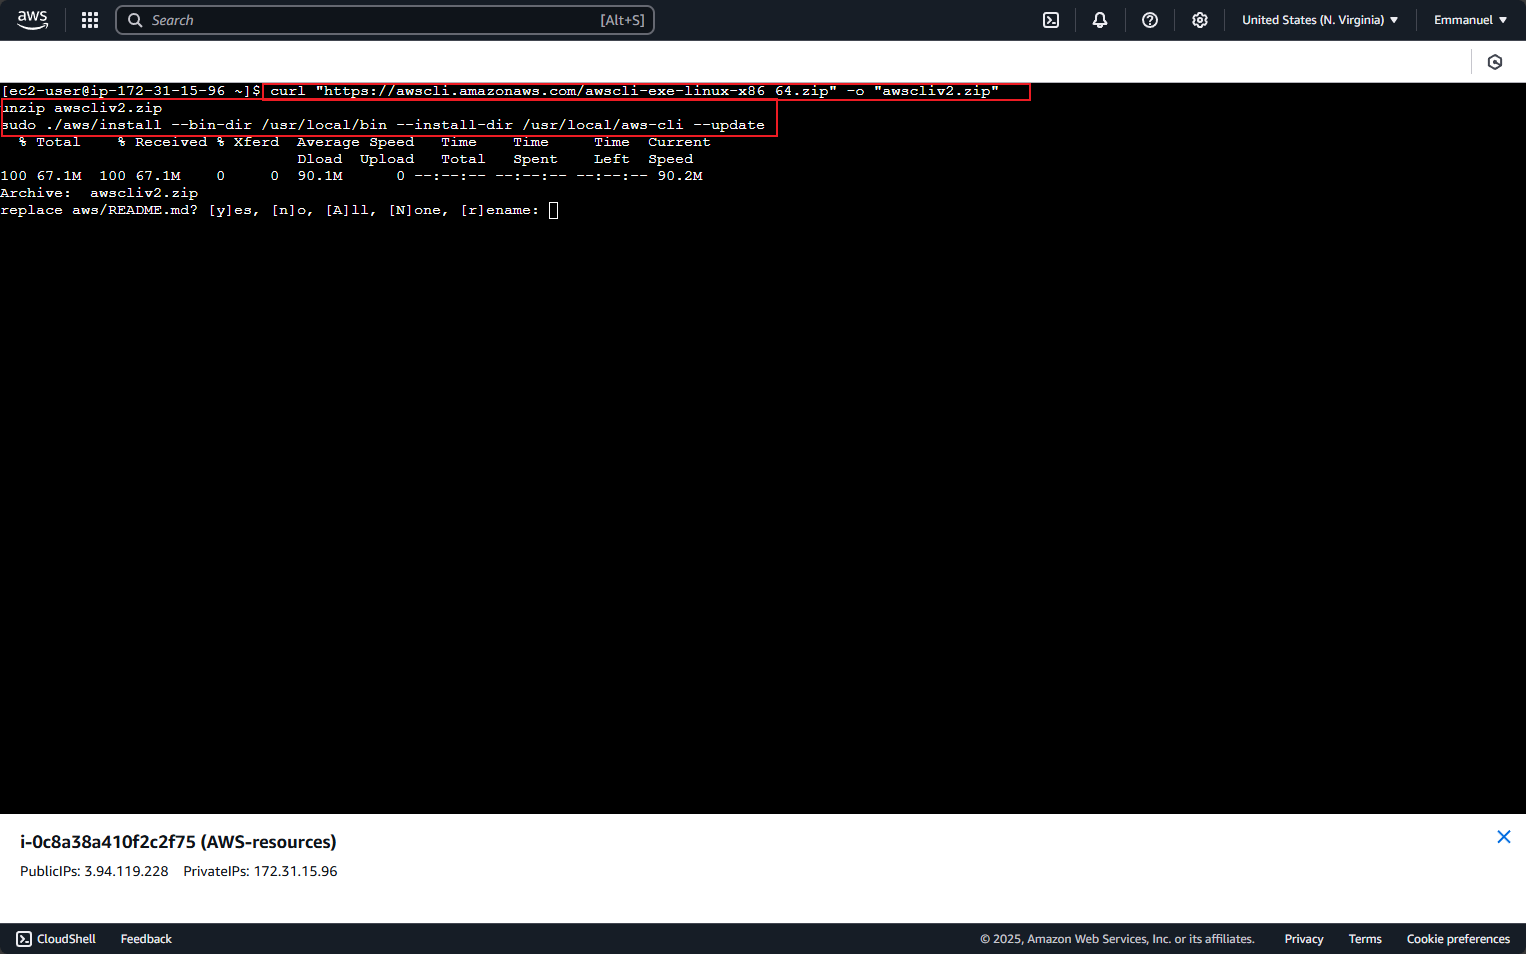 aws
Search [Alt+S]
United States (N. Virginia) Emmanuel
[ec2-user@ip-172-31-15-96 ~]$ curl "https://awscli.amazonaws.com/awscli-exe-linux-x86_64.zip" -o "awscliv2.zip"
unzip awscliv2.zip
sudo ./aws/install --bin-dir /usr/local/bin --install-dir /usr/local/aws-cli --update
% Total % Received % Xferd Average Speed Time Time Time Current
Dload Upload Total Spent Left Speed
100 67.1M 100 67.1M 0 0 90.1M 0 --:--:-- --:--:-- --:--:-- 90.2M
Archive: awscliv2.zip
replace aws/README.md? [y]es, [n]o, [A]ll, [N]one, [r]ename:
i-0c8a38a410f2c2f75 (AWS-resources)
PublicIPs: 3.94.119.228 PrivateIPs: 172.31.15.96
CloudShell Feedback © 2025, Amazon Web Services, Inc. or its affiliates. Privacy Terms Cookie preferences